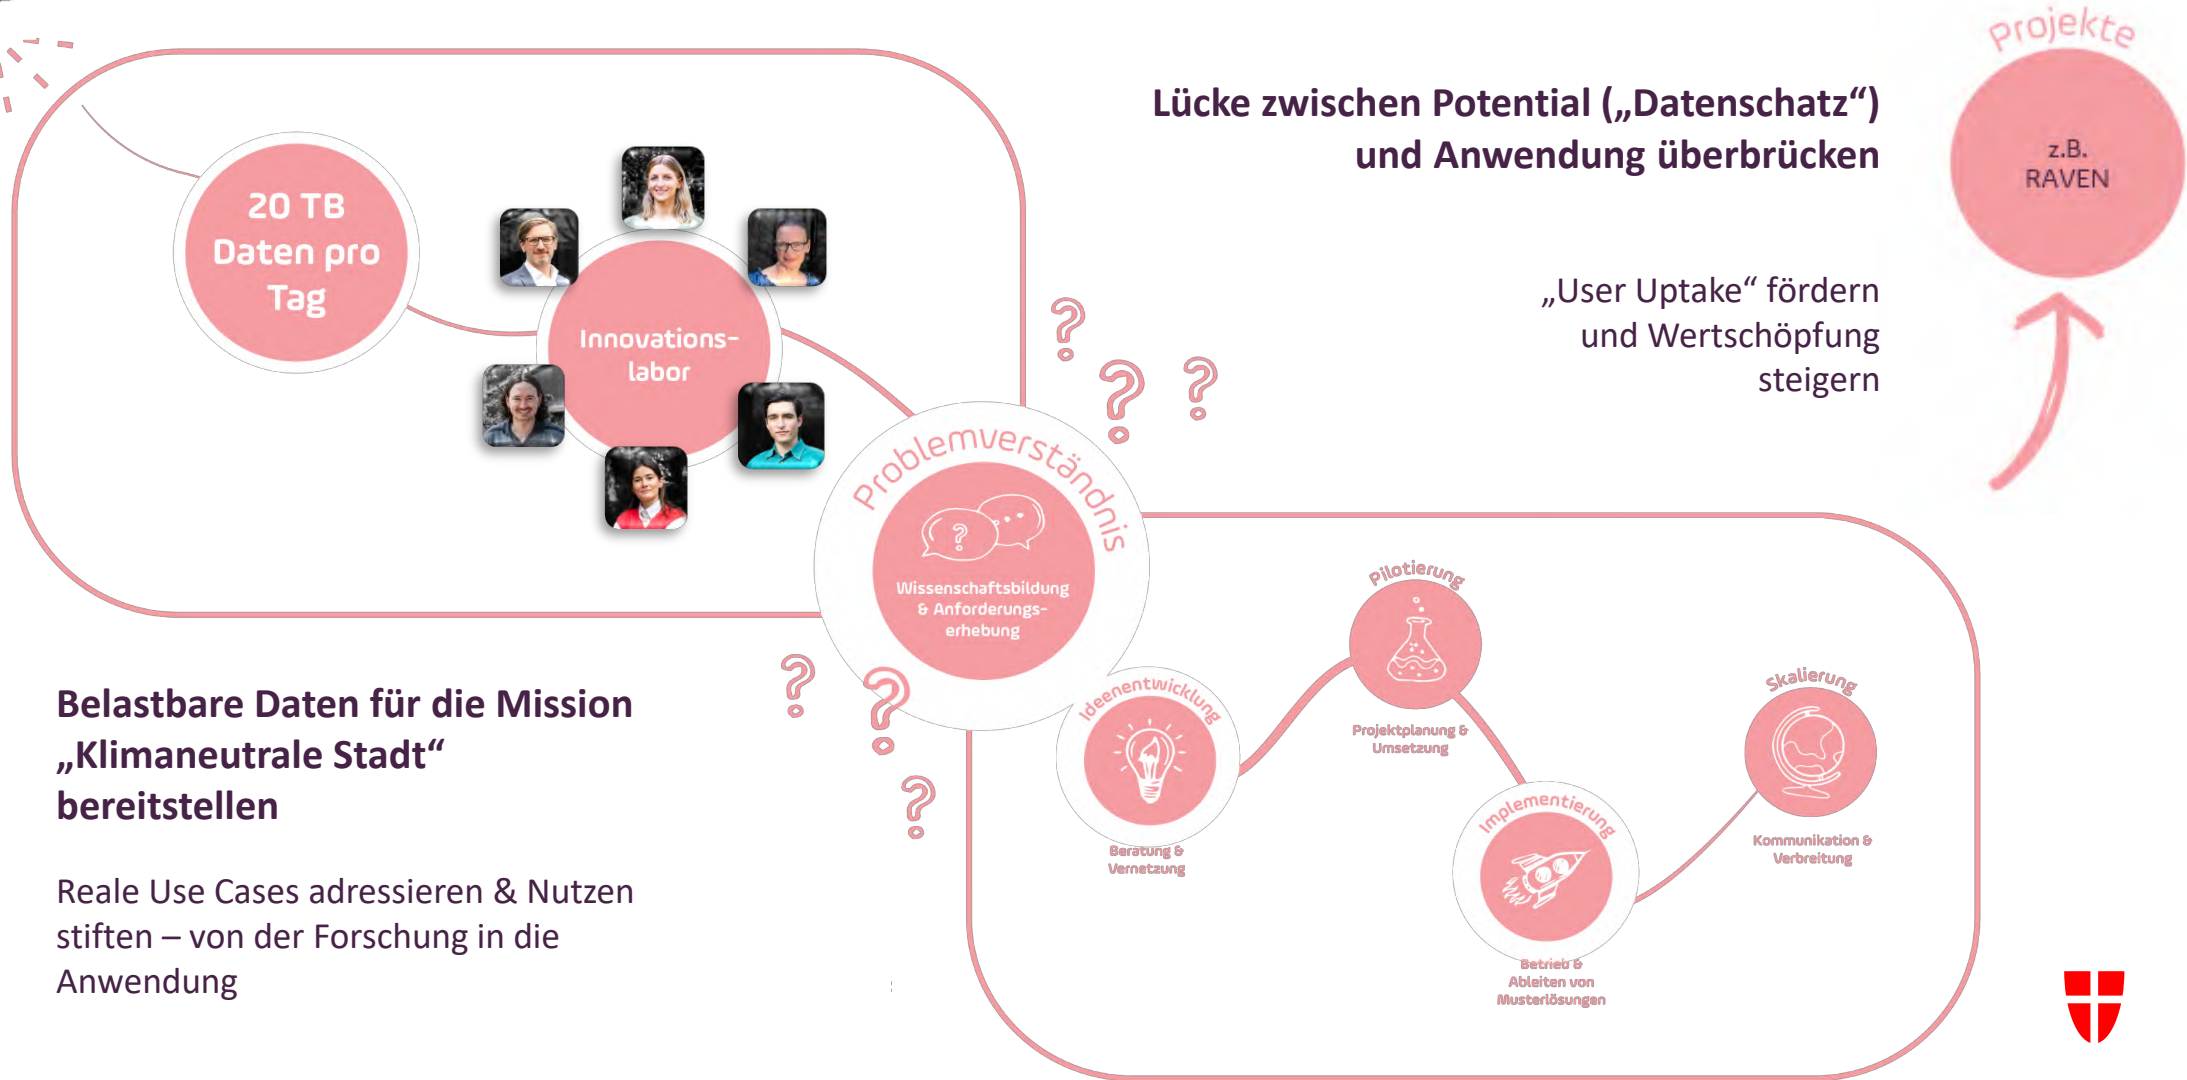 20 TB
Daten pro
Tag
Innovations-
labor
Problemverständnis
Wissenschaftsbildung
& Anforderungs-
erhebung
Lücke zwischen Potential („Datenschatz“)
und Anwendung überbrücken
„User Uptake“ fördern
und Wertschöpfung
steigern
Projekte
z.B.
RAVEN
Belastbare Daten für die Mission
„Klimaneutrale Stadt“
bereitstellen
Reale Use Cases adressieren & Nutzen
stiften – von der Forschung in die
Anwendung
Ideenentwicklung
Beratung &
Vernetzung
Pilotierung
Projektplanung &
Umsetzung
Implementierung
Betrieb &
Ableiten von
Musterlösungen
Skalierung
Kommunikation &
Verbreitung